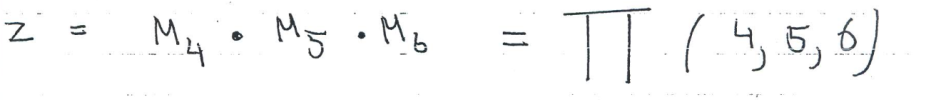 z = M₄ • M₅ • M₆ = ∏ (4, 5, 6)